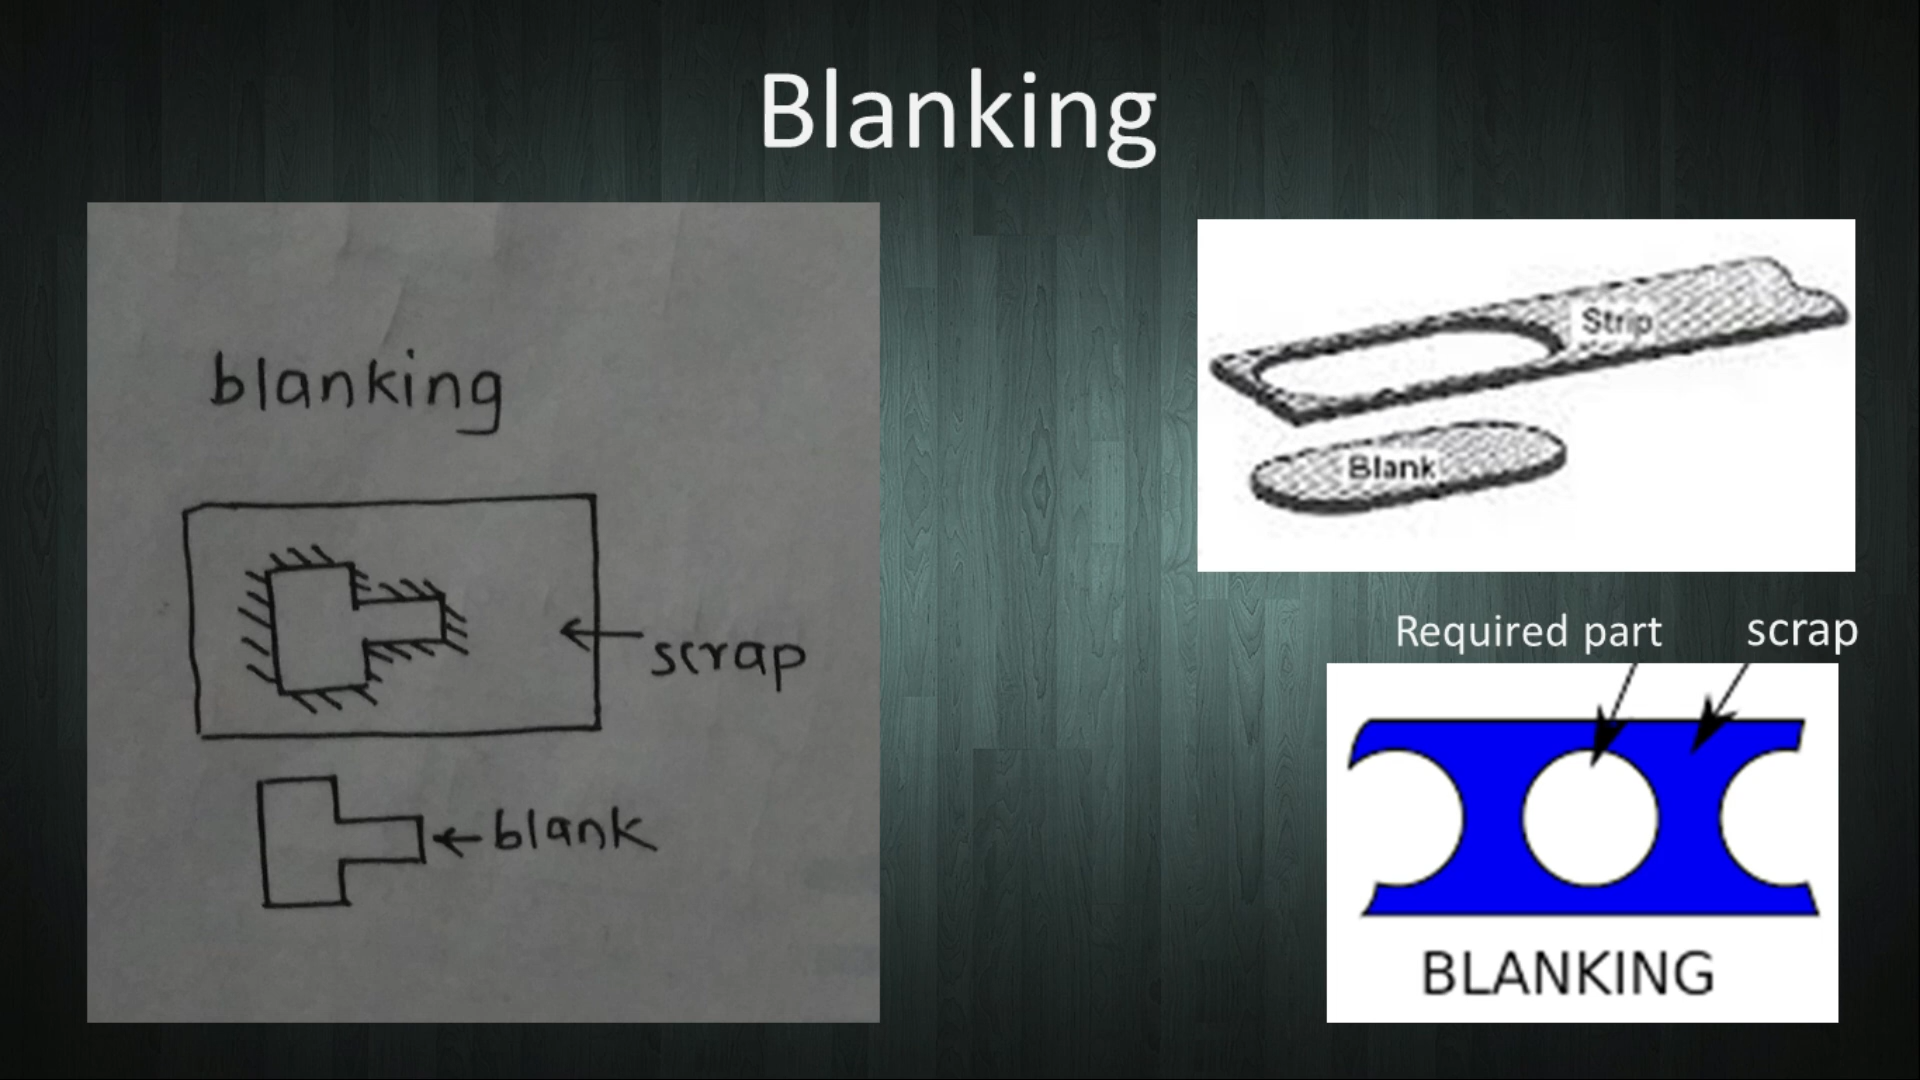 Blanking
blanking
scrap
blank
Strip
Blank
Required part scrap
BLANKING